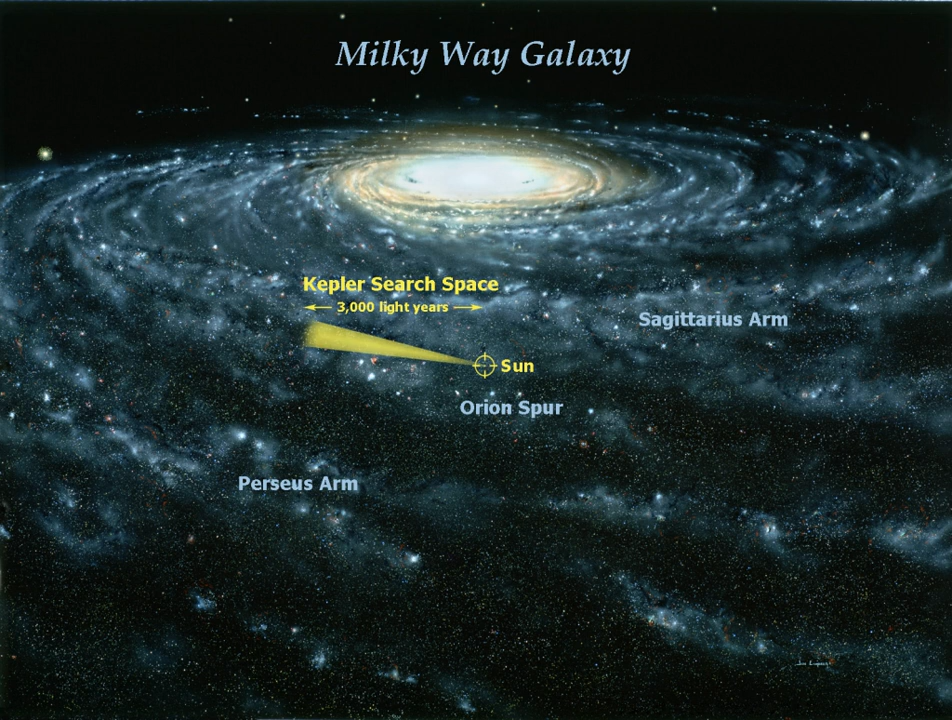 Milky Way Galaxy
Kepler Search Space
3,000 light years
Sagittarius Arm
Sun
Orion Spur
Perseus Arm